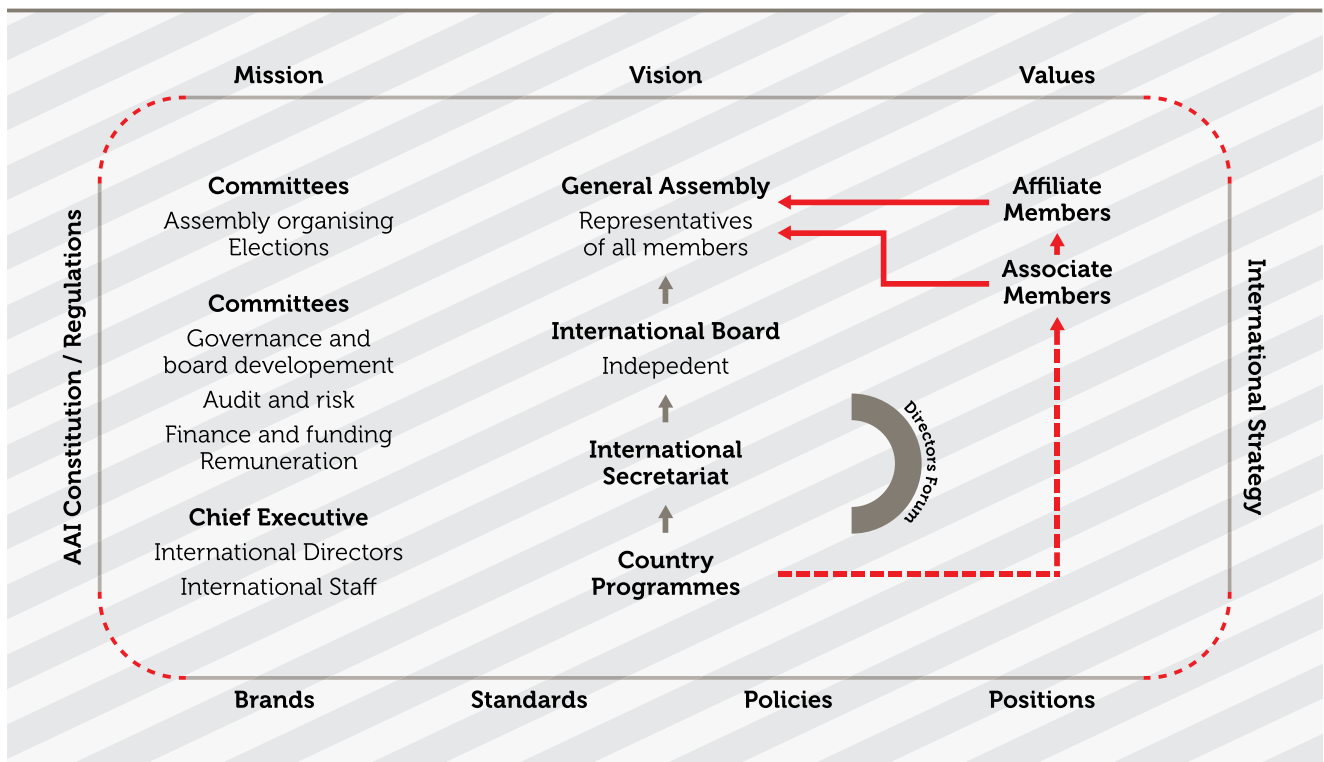 Mission
Vision
Values
AAI Constitution / Regulations
Committees
Assembly organising
Elections
Committees
Governance and
board developement
Audit and risk
Finance and funding
Remuneration
Chief Executive
International Directors
International Staff
General Assembly
Representatives
of all members
International Board
Indepedent
International
Secretariat
Country
Programmes
Directors Forum
Affiliate
Members
Associate
Members
International Strategy
Brands
Standards
Policies
Positions